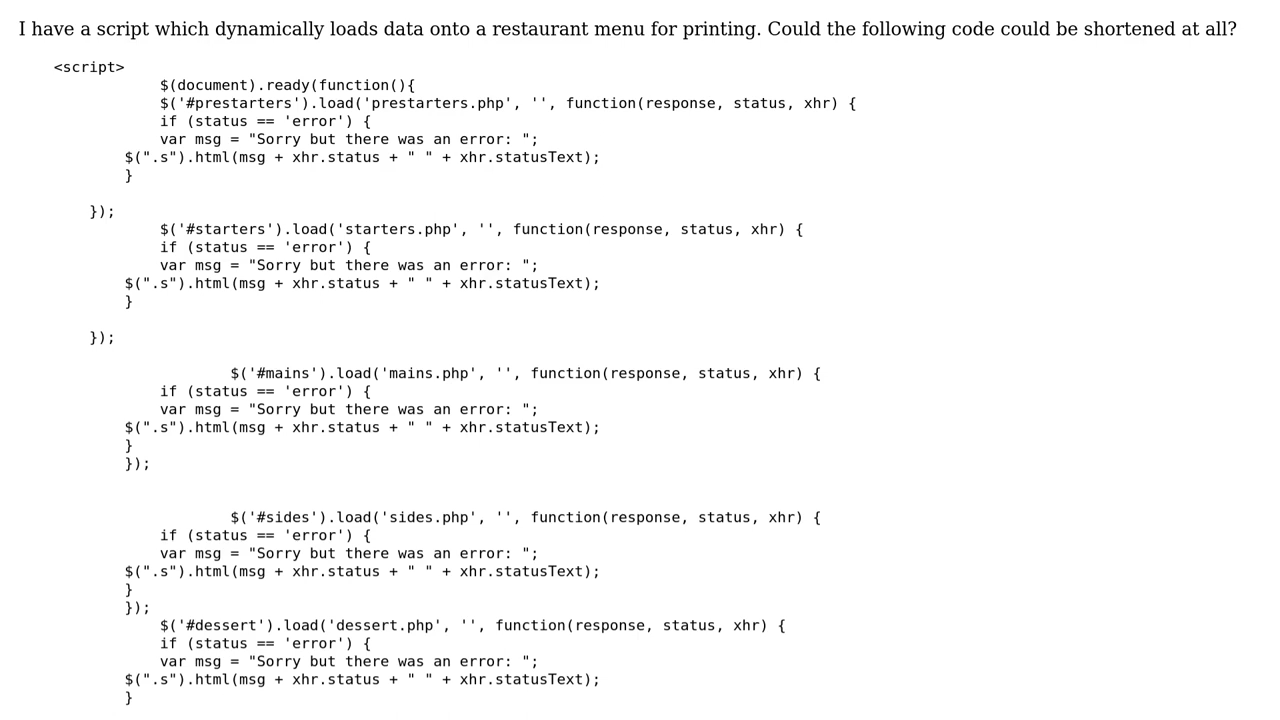 I have a script which dynamically loads data onto a restaurant menu for printing. Could the following code could be shortened at all?
<script>
$(document).ready(function(){
$('#prestarters').load('prestarters.php', '', function(response, status, xhr) {
if (status == 'error') {
var msg = "Sorry but there was an error: ";
$(".s").html(msg + xhr.status + " " + xhr.statusText);
}
});
$('#starters').load('starters.php', '', function(response, status, xhr) {
if (status == 'error') {
var msg = "Sorry but there was an error: ";
$(".s").html(msg + xhr.status + " " + xhr.statusText);
}
});
$('#mains').load('mains.php', '', function(response, status, xhr) {
if (status == 'error') {
var msg = "Sorry but there was an error: ";
$(".s").html(msg + xhr.status + " " + xhr.statusText);
}
});
$('#sides').load('sides.php', '', function(response, status, xhr) {
if (status == 'error') {
var msg = "Sorry but there was an error: ";
$(".s").html(msg + xhr.status + " " + xhr.statusText);
}
});
$('#dessert').load('dessert.php', '', function(response, status, xhr) {
if (status == 'error') {
var msg = "Sorry but there was an error: ";
$(".s").html(msg + xhr.status + " " + xhr.statusText);
}